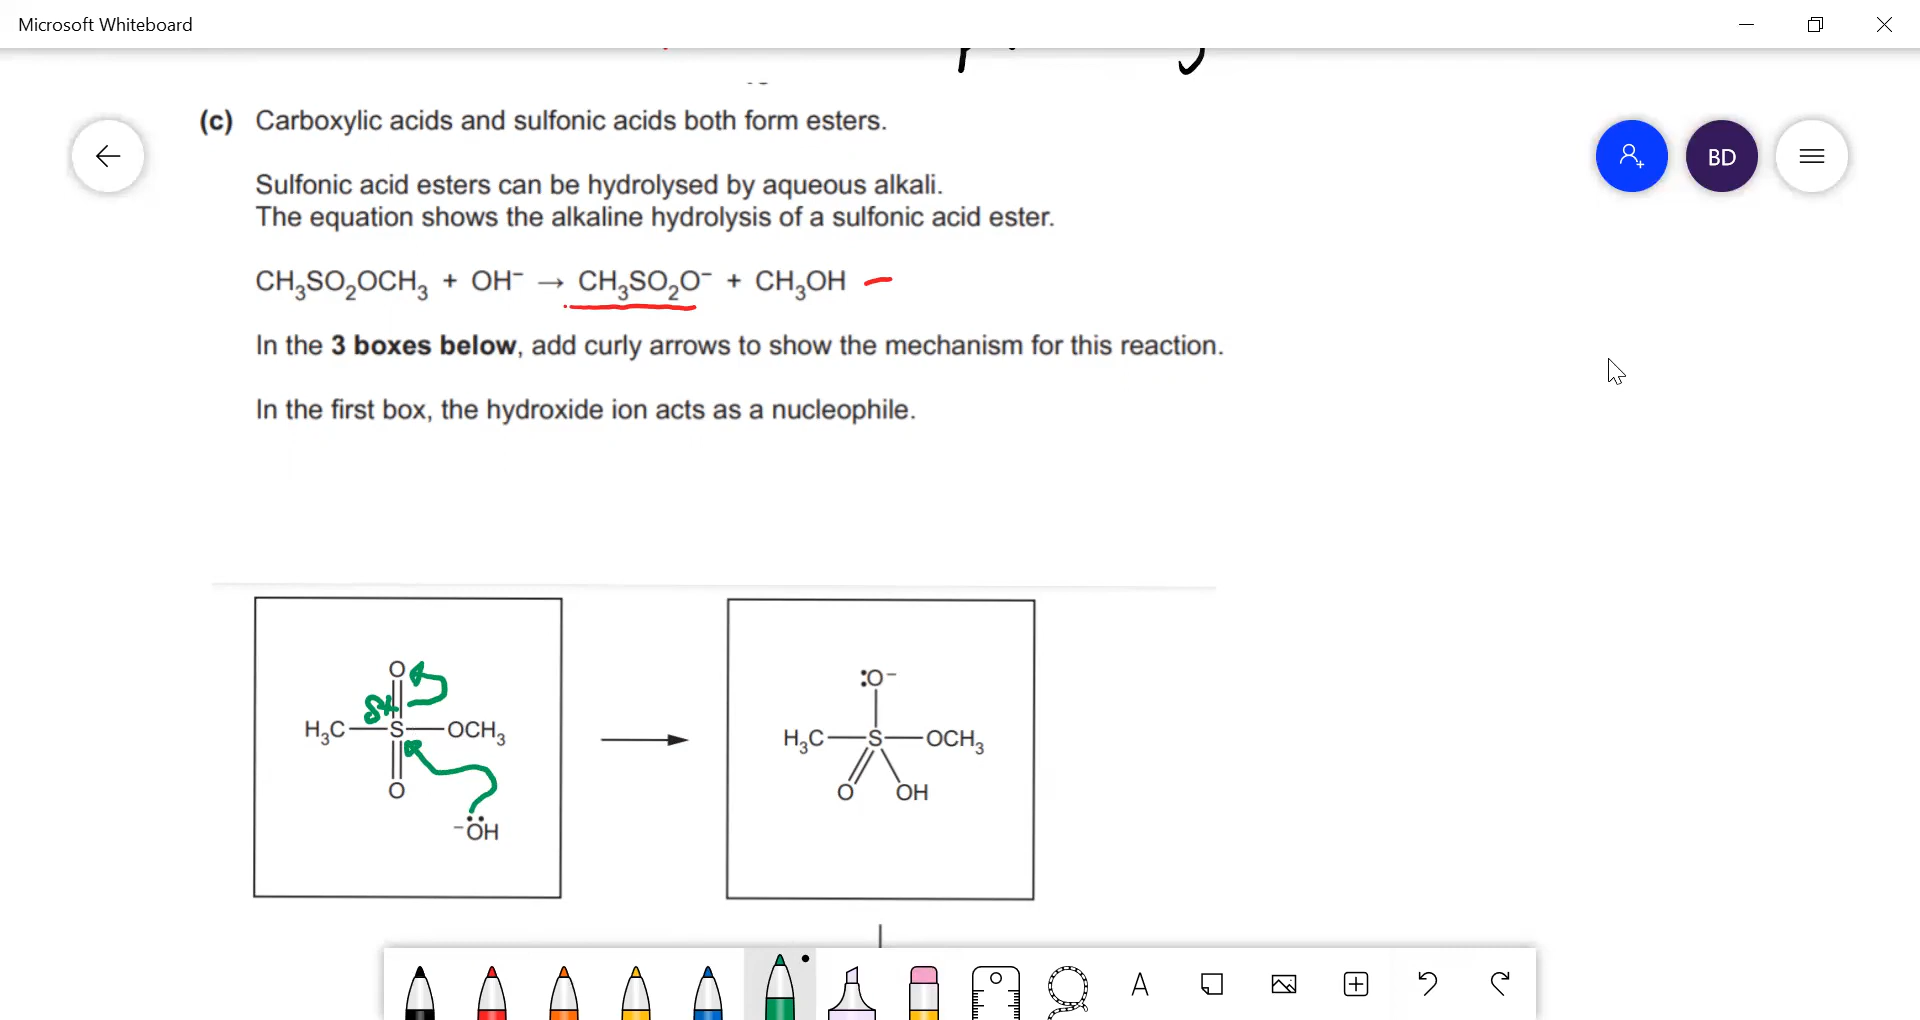 Microsoft Whiteboard
(c) Carboxylic acids and sulfonic acids both form esters.
BD
Sulfonic acid esters can be hydrolysed by aqueous alkali.
The equation shows the alkaline hydrolysis of a sulfonic acid ester.
CH₃SO₂OCH₃ + OH⁻ → CH₃SO₂O⁻ + CH₃OH
In the 3 boxes below, add curly arrows to show the mechanism for this reaction.
In the first box, the hydroxide ion acts as a nucleophile.
O
δ+
H₃C S OCH₃
O
⁻ÖH
:O⁻
H₃C S OCH₃
O OH
A